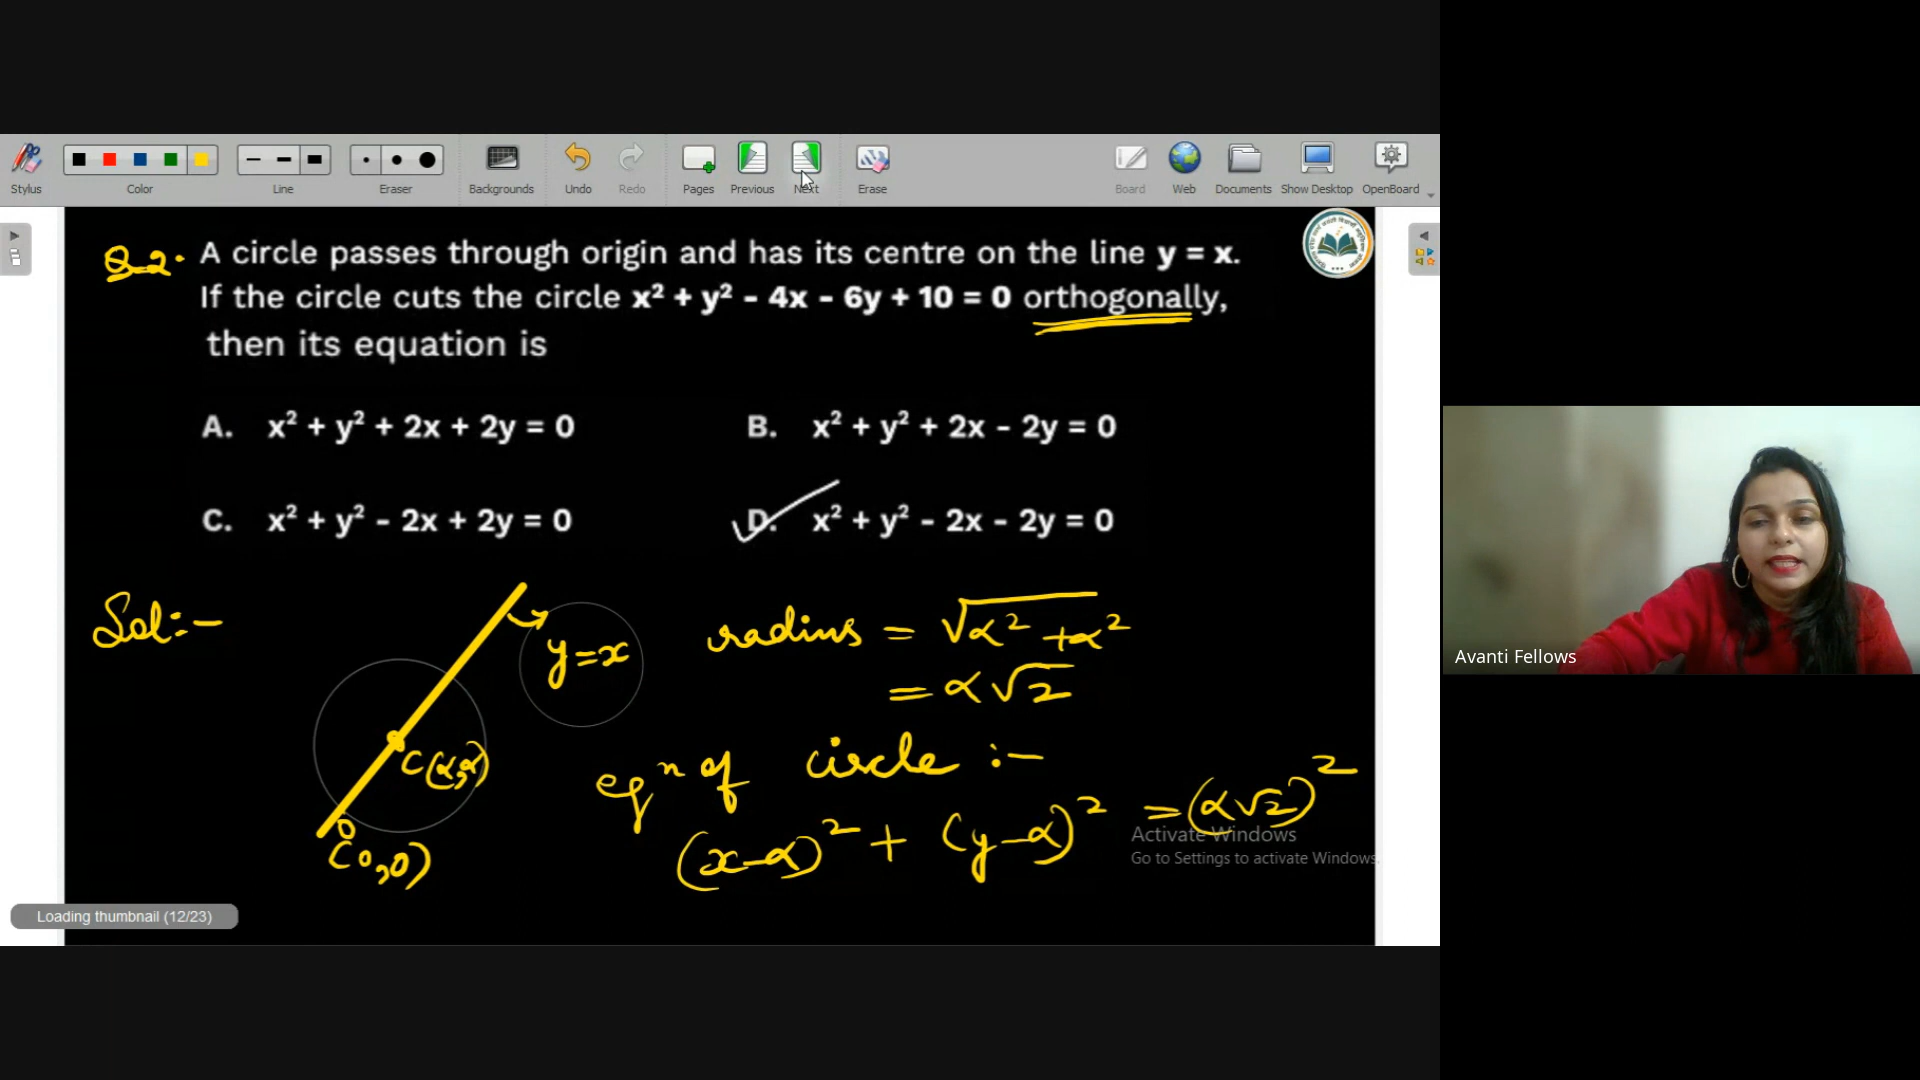 Stylus
Color
Line
Eraser
Backgrounds
Undo
Redo
Pages
Previous
Next
Erase
Board
Web
Documents
Show Desktop
OpenBoard
Q-2. A circle passes through origin and has its centre on the line y = x.
If the circle cuts the circle x² + y² - 4x - 6y + 10 = 0 orthogonally,
then its equation is
A. x² + y² + 2x + 2y = 0
B. x² + y² + 2x - 2y = 0
C. x² + y² - 2x + 2y = 0
D. x² + y² - 2x - 2y = 0
Sol:-
y=x
C(α,α)
O
(0,0)
radius = √α² + α²
= α√2
eqⁿ of circle :-
(x-α)² + (y-α)² = (α√2)²
Activate Windows
Go to Settings to activate Windows.
Loading thumbnail (12/23)
Avanti Fellows